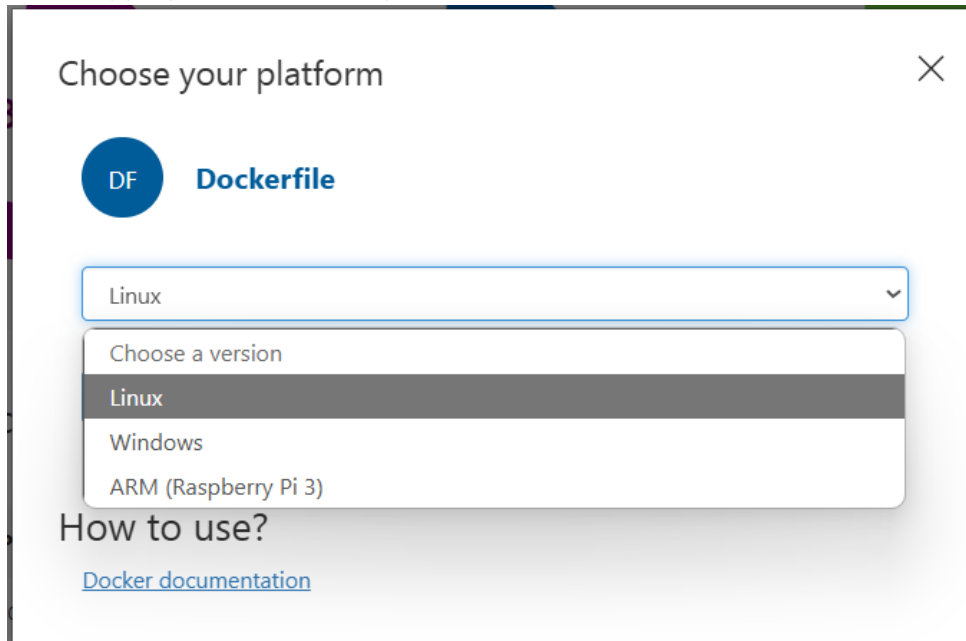 Choose your platform
DF
Dockerfile
Linux
Choose a version
Linux
Windows
ARM (Raspberry Pi 3)
How to use?
Docker documentation